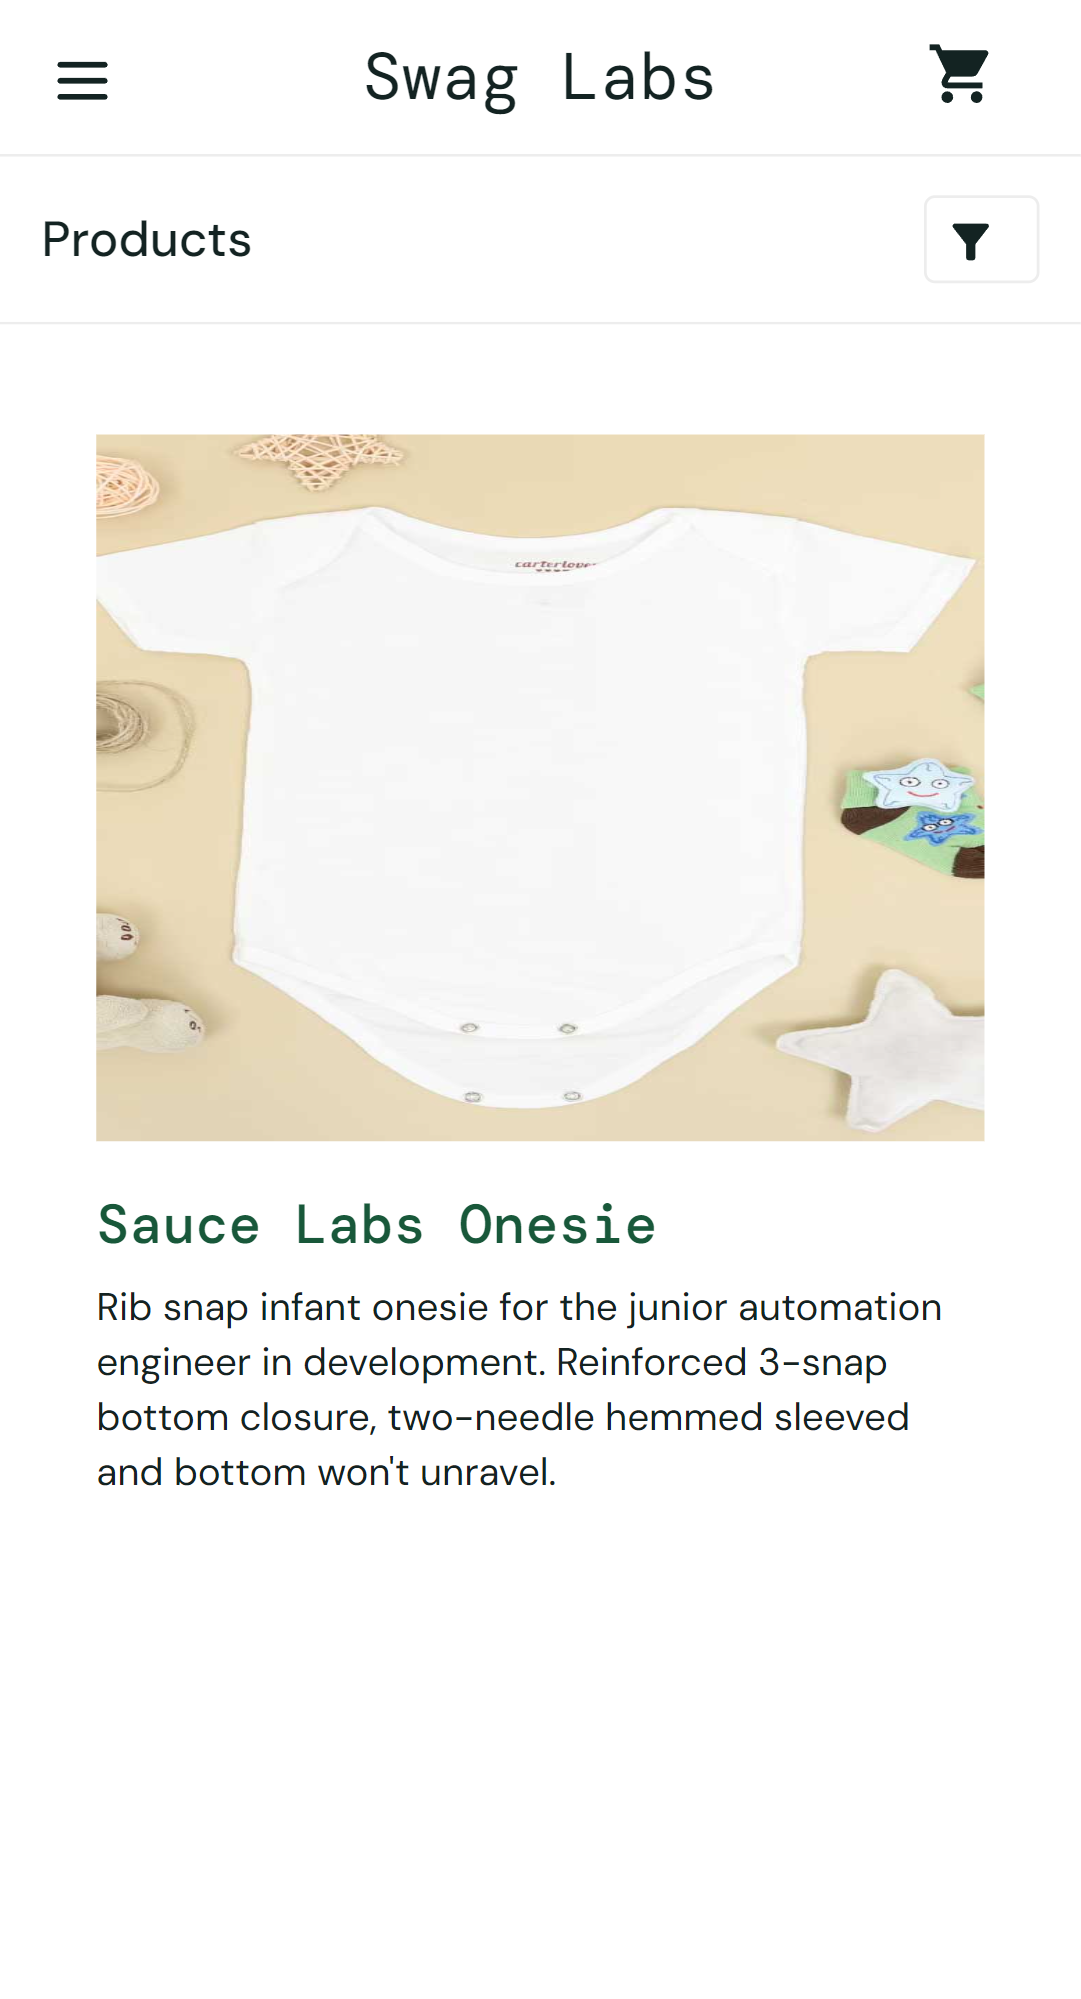 Swag Labs
Products
carterlove
Sauce Labs Onesie
Rib snap infant onesie for the junior automation
engineer in development. Reinforced 3-snap
bottom closure, two-needle hemmed sleeved
and bottom won't unravel.